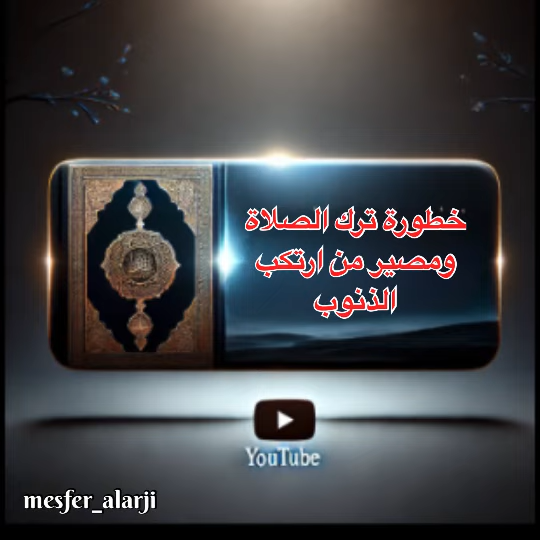 خطورة ترك الصلاة
ومصير من ارتكب
الذنوب
YouTube
mesfer_alarji